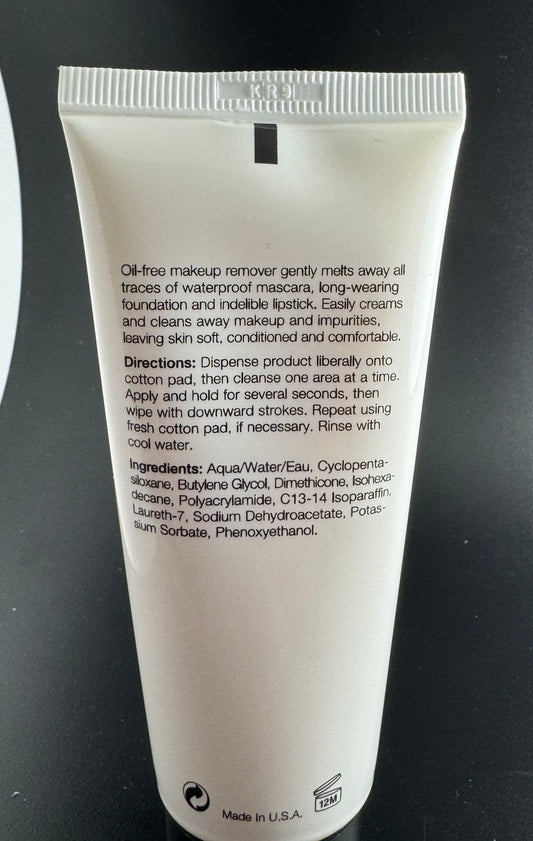 KR9
Oil-free makeup remover gently melts away all
traces of waterproof mascara, long-wearing
foundation and indelible lipstick. Easily creams
and cleans away makeup and impurities,
leaving skin soft, conditioned and comfortable.
Directions: Dispense product liberally onto
cotton pad, then cleanse one area at a time.
Apply and hold for several seconds, then
wipe with downward strokes. Repeat using
fresh cotton pad, if necessary. Rinse with
cool water.
Ingredients: Aqua/Water/Eau, Cyclopenta-
siloxane, Butylene Glycol, Dimethicone, Isohexa-
decane, Polyacrylamide, C13-14 Isoparaffin,
Laureth-7, Sodium Dehydroacetate, Potas-
sium Sorbate, Phenoxyethanol.
Made In U.S.A.
12M